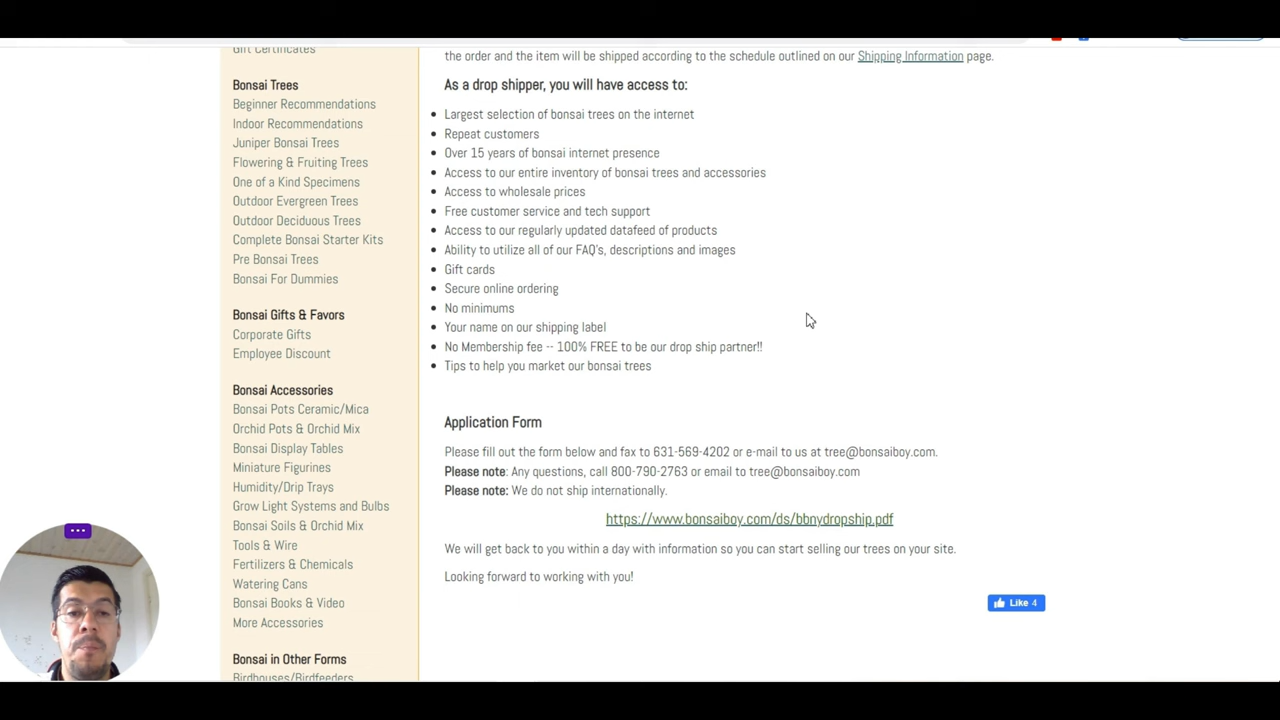 Gift Certificates
Bonsai Trees
Beginner Recommendations
Indoor Recommendations
Juniper Bonsai Trees
Flowering & Fruiting Trees
One of a Kind Specimens
Outdoor Evergreen Trees
Outdoor Deciduous Trees
Complete Bonsai Starter Kits
Pre Bonsai Trees
Bonsai For Dummies
Bonsai Gifts & Favors
Corporate Gifts
Employee Discount
Bonsai Accessories
Bonsai Pots Ceramic/Mica
Orchid Pots & Orchid Mix
Bonsai Display Tables
Miniature Figurines
Humidity/Drip Trays
Grow Light Systems and Bulbs
Bonsai Soils & Orchid Mix
Tools & Wire
Fertilizers & Chemicals
Watering Cans
Bonsai Books & Video
More Accessories
Bonsai in Other Forms
Birdhouses/Birdfeeders
the order and the item will be shipped according to the schedule outlined on our Shipping Information page.
As a drop shipper, you will have access to:
Largest selection of bonsai trees on the internet
Repeat customers
Over 15 years of bonsai internet presence
Access to our entire inventory of bonsai trees and accessories
Access to wholesale prices
Free customer service and tech support
Access to our regularly updated datafeed of products
Ability to utilize all of our FAQ's, descriptions and images
Gift cards
Secure online ordering
No minimums
Your name on our shipping label
No Membership fee -- 100% FREE to be our drop ship partner!!
Tips to help you market our bonsai trees
Application Form
Please fill out the form below and fax to 631-569-4202 or e-mail to us at tree@bonsaiboy.com.
Please note: Any questions, call 800-790-2763 or email to tree@bonsaiboy.com
Please note: We do not ship internationally.
https://www.bonsaiboy.com/ds/bbnydropship.pdf
We will get back to you within a day with information so you can start selling our trees on your site.
Looking forward to working with you!
Like 4